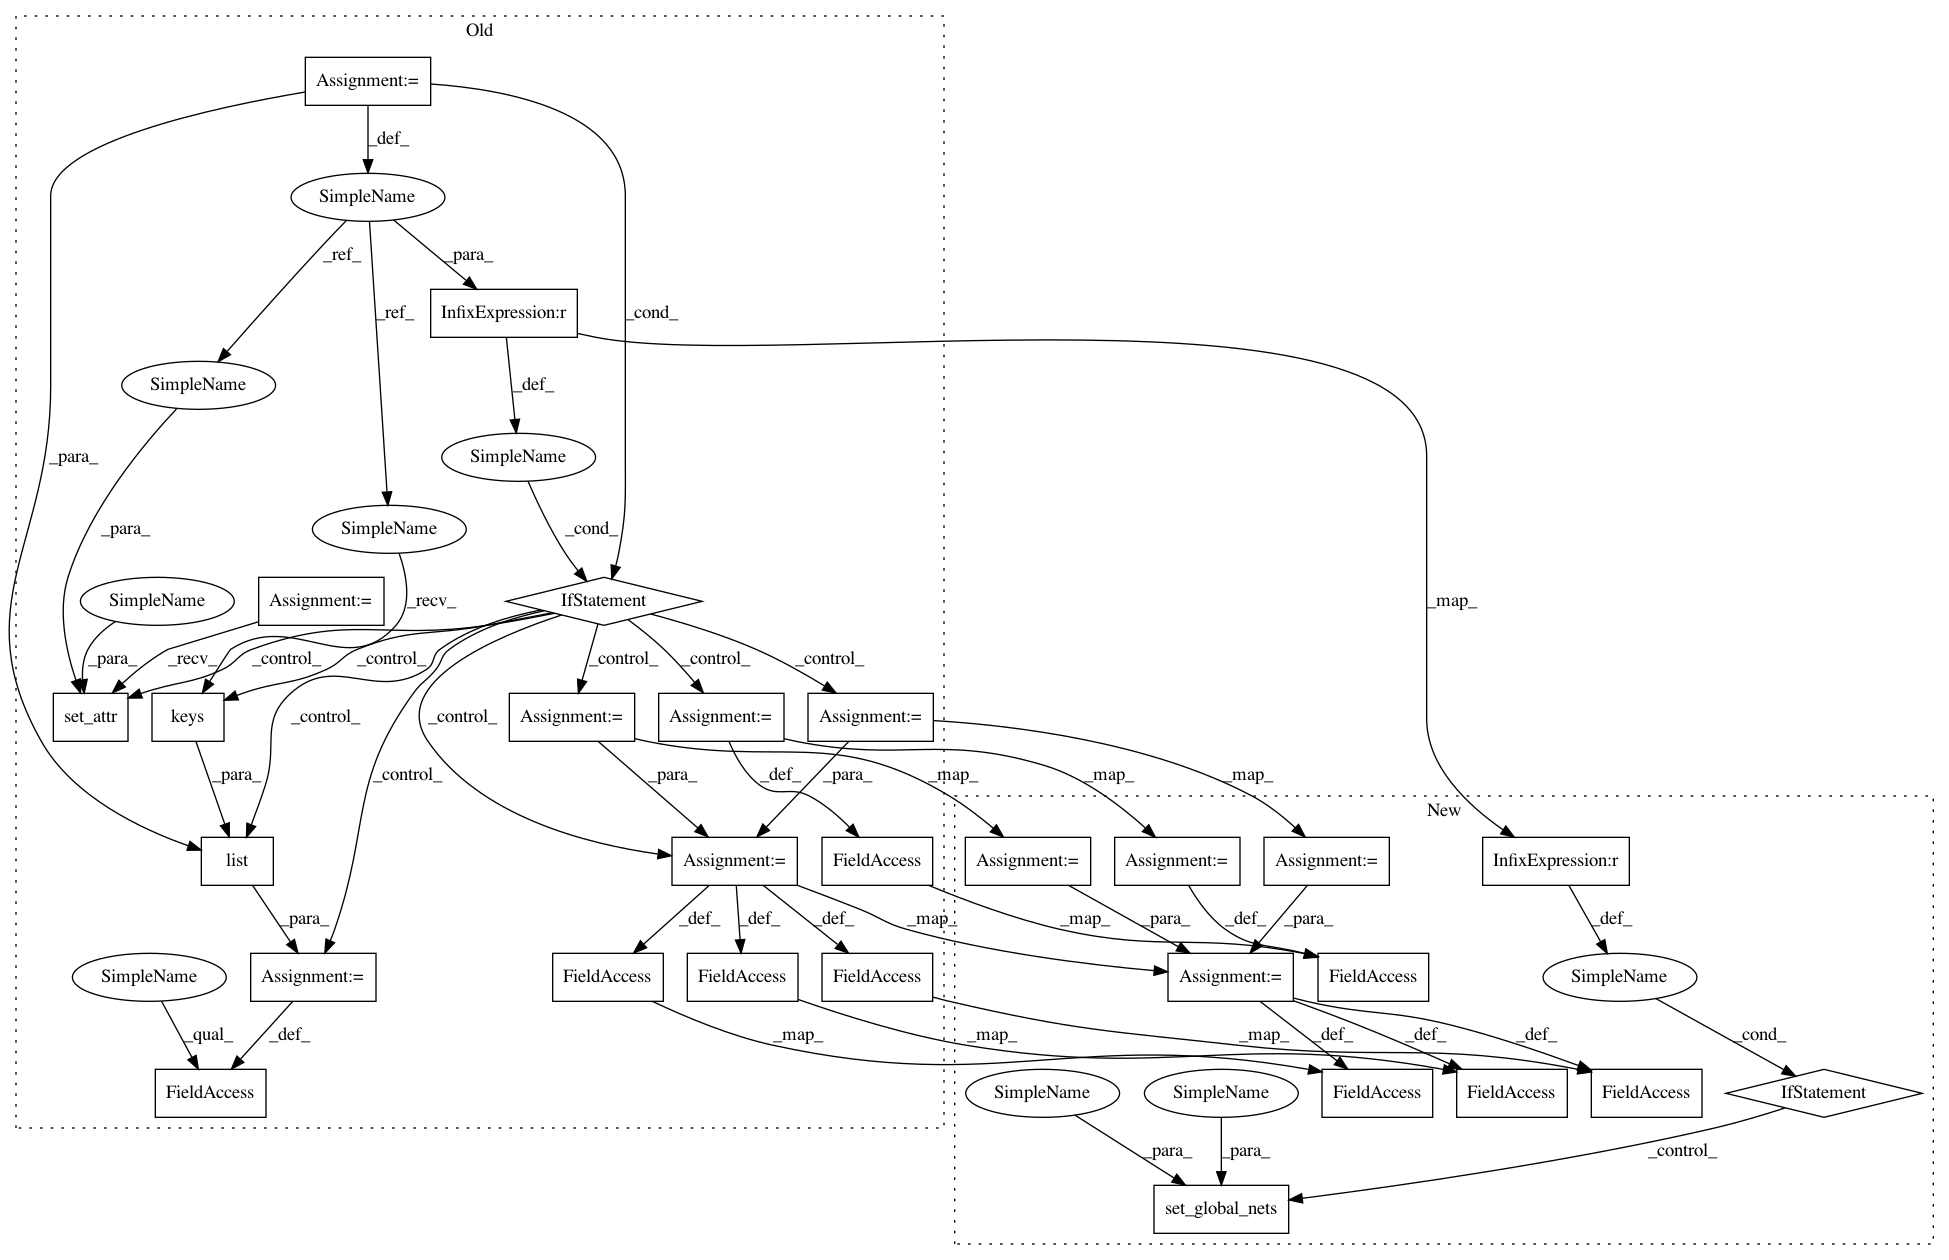 Old
Assignment:=
_def_
SimpleName
_ref_
_para_
_ref_
InfixExpression:r
_cond_
SimpleName
_def_
_para_
SimpleName
_para_
SimpleName
_cond_
_map_
SimpleName
Assignment:=
IfStatement
_recv_
_para_
_recv_
_control_
_control_
_control_
_control_
_control_
set_attr
keys
_control_
_control_
Assignment:=
Assignment:=
Assignment:=
_para_
_control_
_para_
_def_
_para_
_map_
_map_
_map_
New
list
Assignment:=
FieldAccess
Assignment:=
Assignment:=
Assignment:=
InfixExpression:r
_para_
_def_
_def_
_def_
_map_
_map_
_para_
_def_
_para_
_def_
SimpleName
Assignment:=
FieldAccess
FieldAccess
FieldAccess
Assignment:=
FieldAccess
SimpleName
_qual_
_def_
_map_
_map_
_map_
_def_
_def_
_def_
_cond_
FieldAccess
SimpleName
SimpleName
FieldAccess
FieldAccess
FieldAccess
IfStatement
_para_
_para_
_control_
set_global_nets